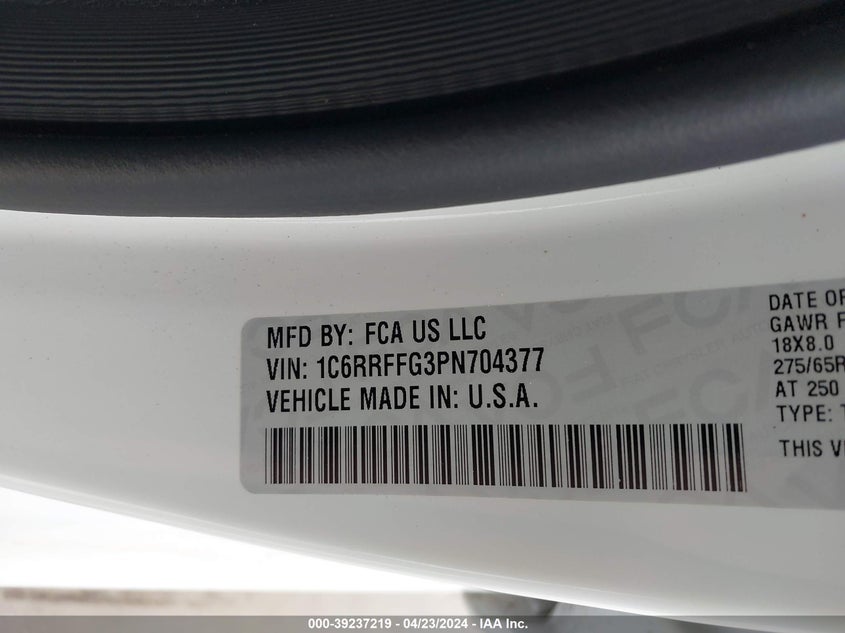 MFD BY: FCA US LLC
VIN: 1C6RRFFG3PN704377
VEHICLE MADE IN: U.S.A.
DATE OF
GAWR F
18X8.0
275/65R
AT 250
TYPE: T
THIS VE
000-39237219 - 04/23/2024 - IAA Inc.